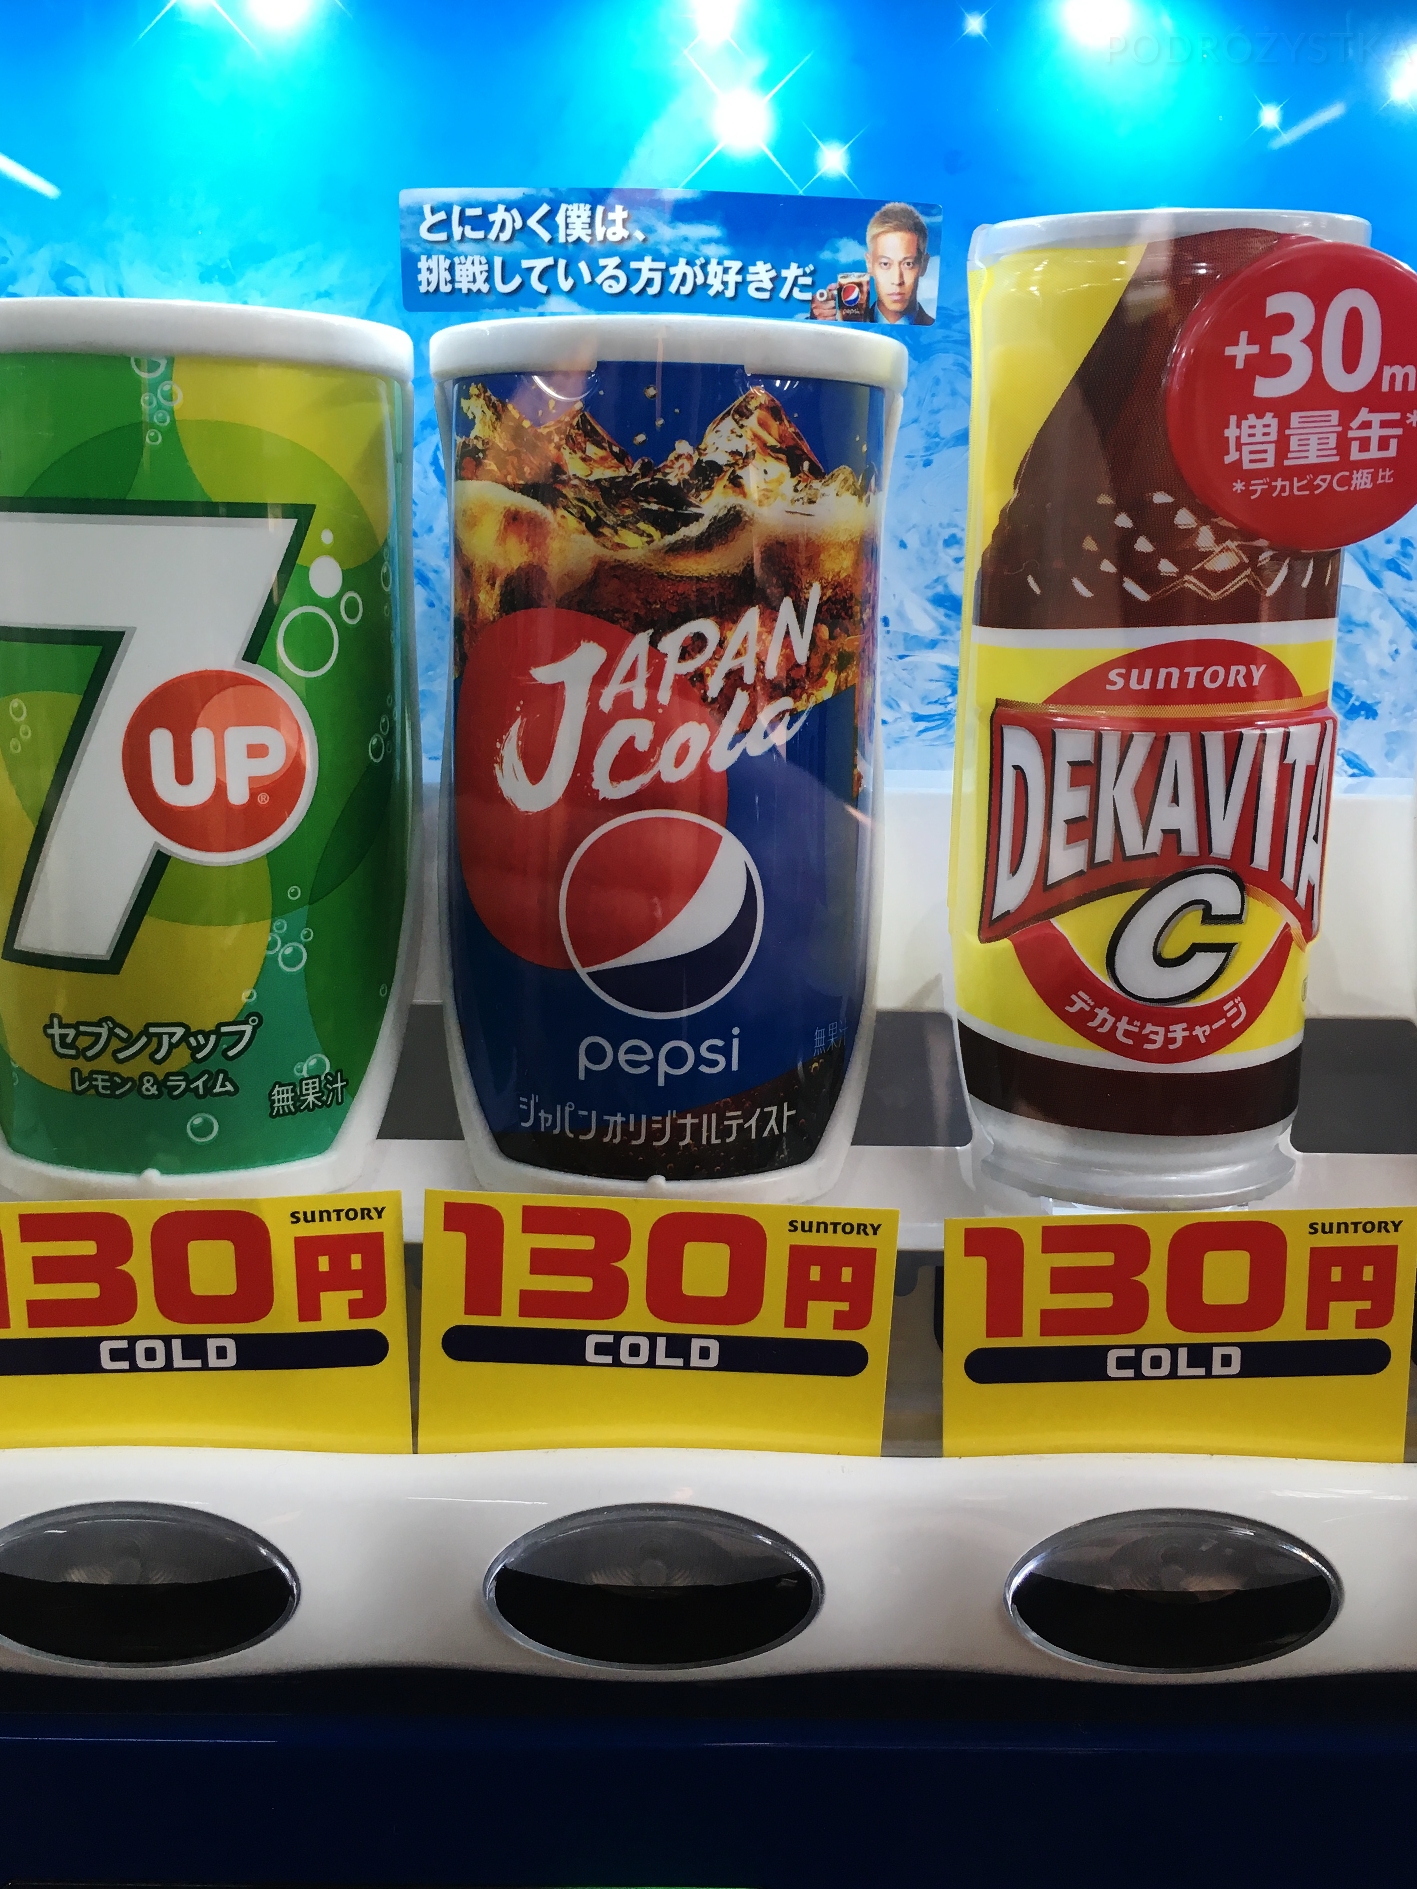 PODROZYSTKA
とにかく僕は、
挑戦している方が好きだ。
pepsi
7
UP
®
セブンアップ
レモン&ライム
無果汁
JAPAN
Cola
pepsi
無果汁
ジャパンオリジナルテイスト
+30m
増量缶*
*デカビタC瓶比
SUNTORY
DEKAVITA
C
デカビタチャージ
130円
SUNTORY
COLD
130円
SUNTORY
COLD
130円
SUNTORY
COLD